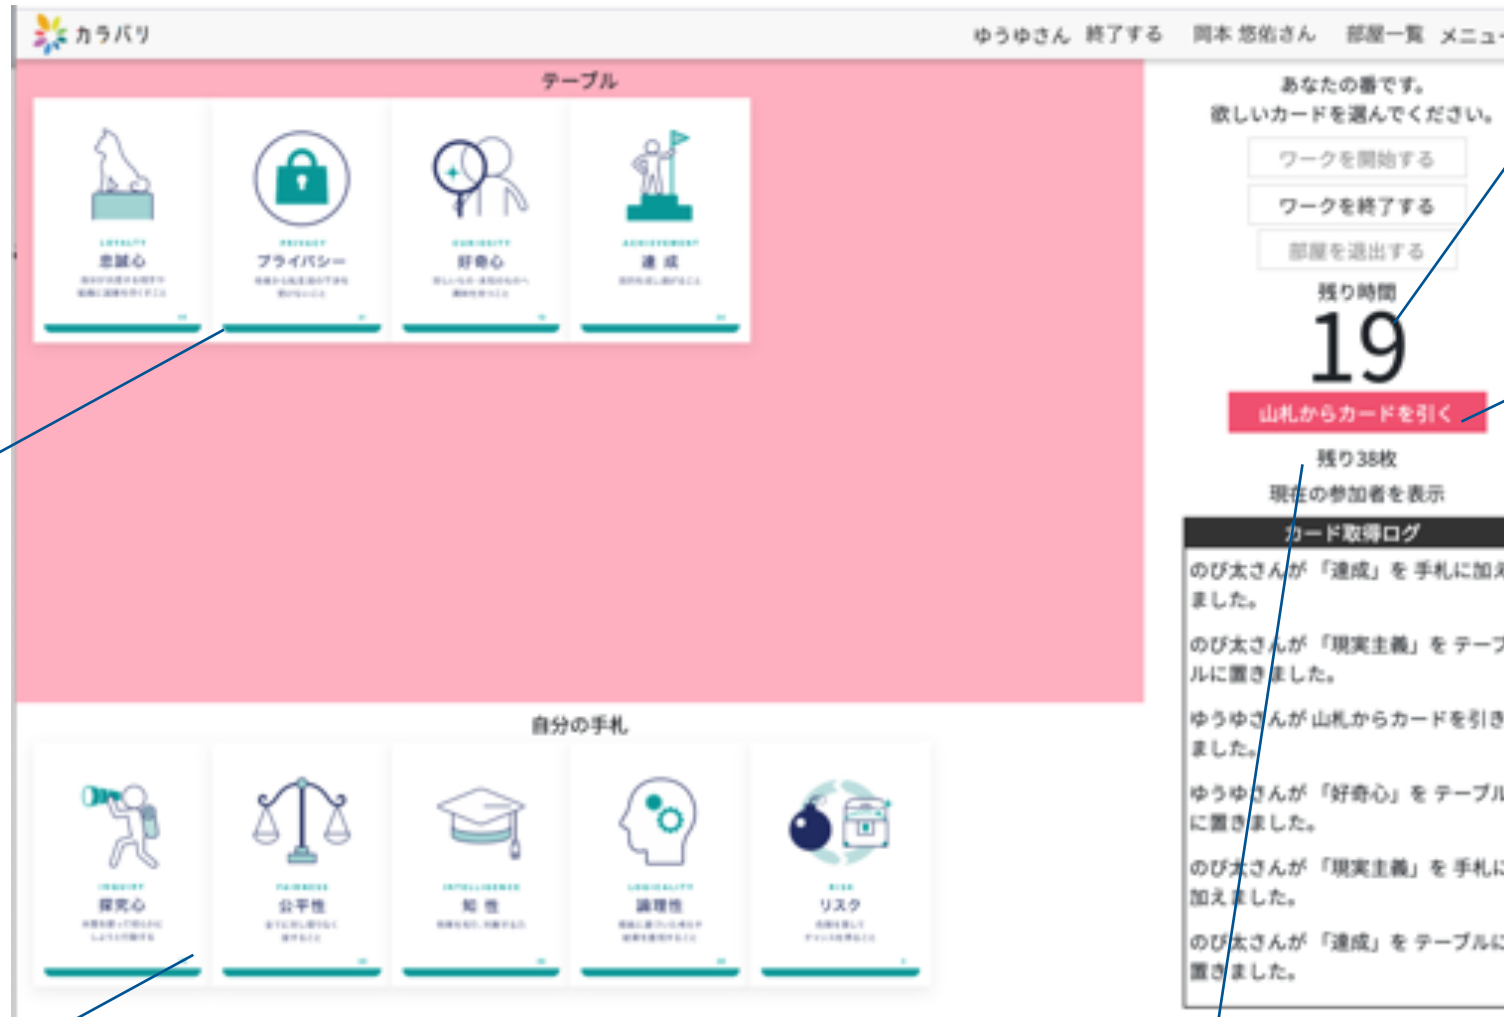 カラバリ
ゆうゆさん 終了する 岡本 悠佑さん 部屋一覧 メニュー
テーブル
LOYALTY
忠誠心
PRIVACY
プライバシー
CURIOSITY
好奇心
ACHIEVEMENT
達成
あなたの番です。
欲しいカードを選んでください。
ワークを開始する
ワークを終了する
部屋を退出する
残り時間
19
山札からカードを引く
残り38枚
現在の参加者を表示
カード取得ログ
のび太さんが 「達成」を 手札に加え
ました。
のび太さんが 「現実主義」を テーブ
ルに置きました。
ゆうゆさんが 山札からカードを引き
ました。
ゆうゆさんが 「好奇心」を テーブル
に置きました。
のび太さんが 「現実主義」を 手札に
加えました。
のび太さんが 「達成」を テーブルに
置きました。
自分の手札
INQUIRY
探究心
FAIRNESS
公平性
INTELLIGENCE
知性
LOGICALITY
論理性
RISK
リスク